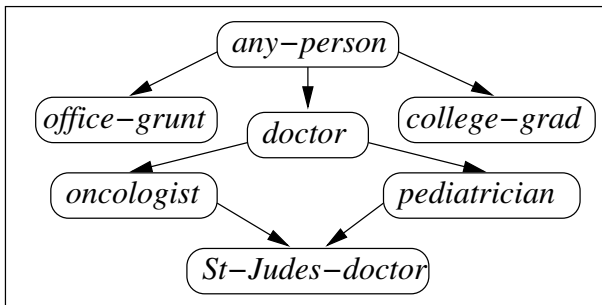 any−person
office−grunt
doctor
college−grad
oncologist
pediatrician
St−Judes−doctor